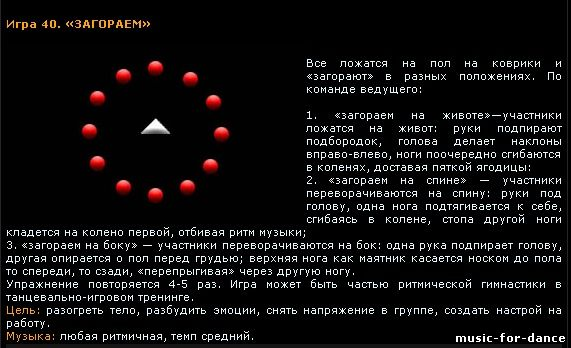 Игра 40. «ЗАГОРАЕМ»
Все ложатся на пол на коврики и
«загорают» в разных положениях. По
команде ведущего:
1. «загораем на животе»—участники
ложатся на живот: руки подпирают
подбородок, голова делает наклоны
вправо-влево, ноги поочередно сгибаются
в коленях, доставая пяткой ягодицы:
2. «загораем на спине» — участники
переворачиваются на спину: руки под
голову, одна нога подтягивается к себе,
сгибаясь в колене, стопа другой ноги
кладется на колено первой, отбивая ритм музыки;
3. «загораем на боку» — участники переворачиваются на бок: одна рука подпирает голову,
другая опирается о пол перед грудью; верхняя нога как маятник касается носком до пола
то спереди, то сзади, «перепрыгивая» через другую ногу.
Упражнение повторяется 4-5 раз. Игра может быть частью ритмической гимнастики в
танцевально-игровом тренинге.
Цель: разогреть тело, разбудить эмоции, снять напряжение в группе, создать настрой на
работу.
Музыка: любая ритмичная, темп средний.
music-for-dance